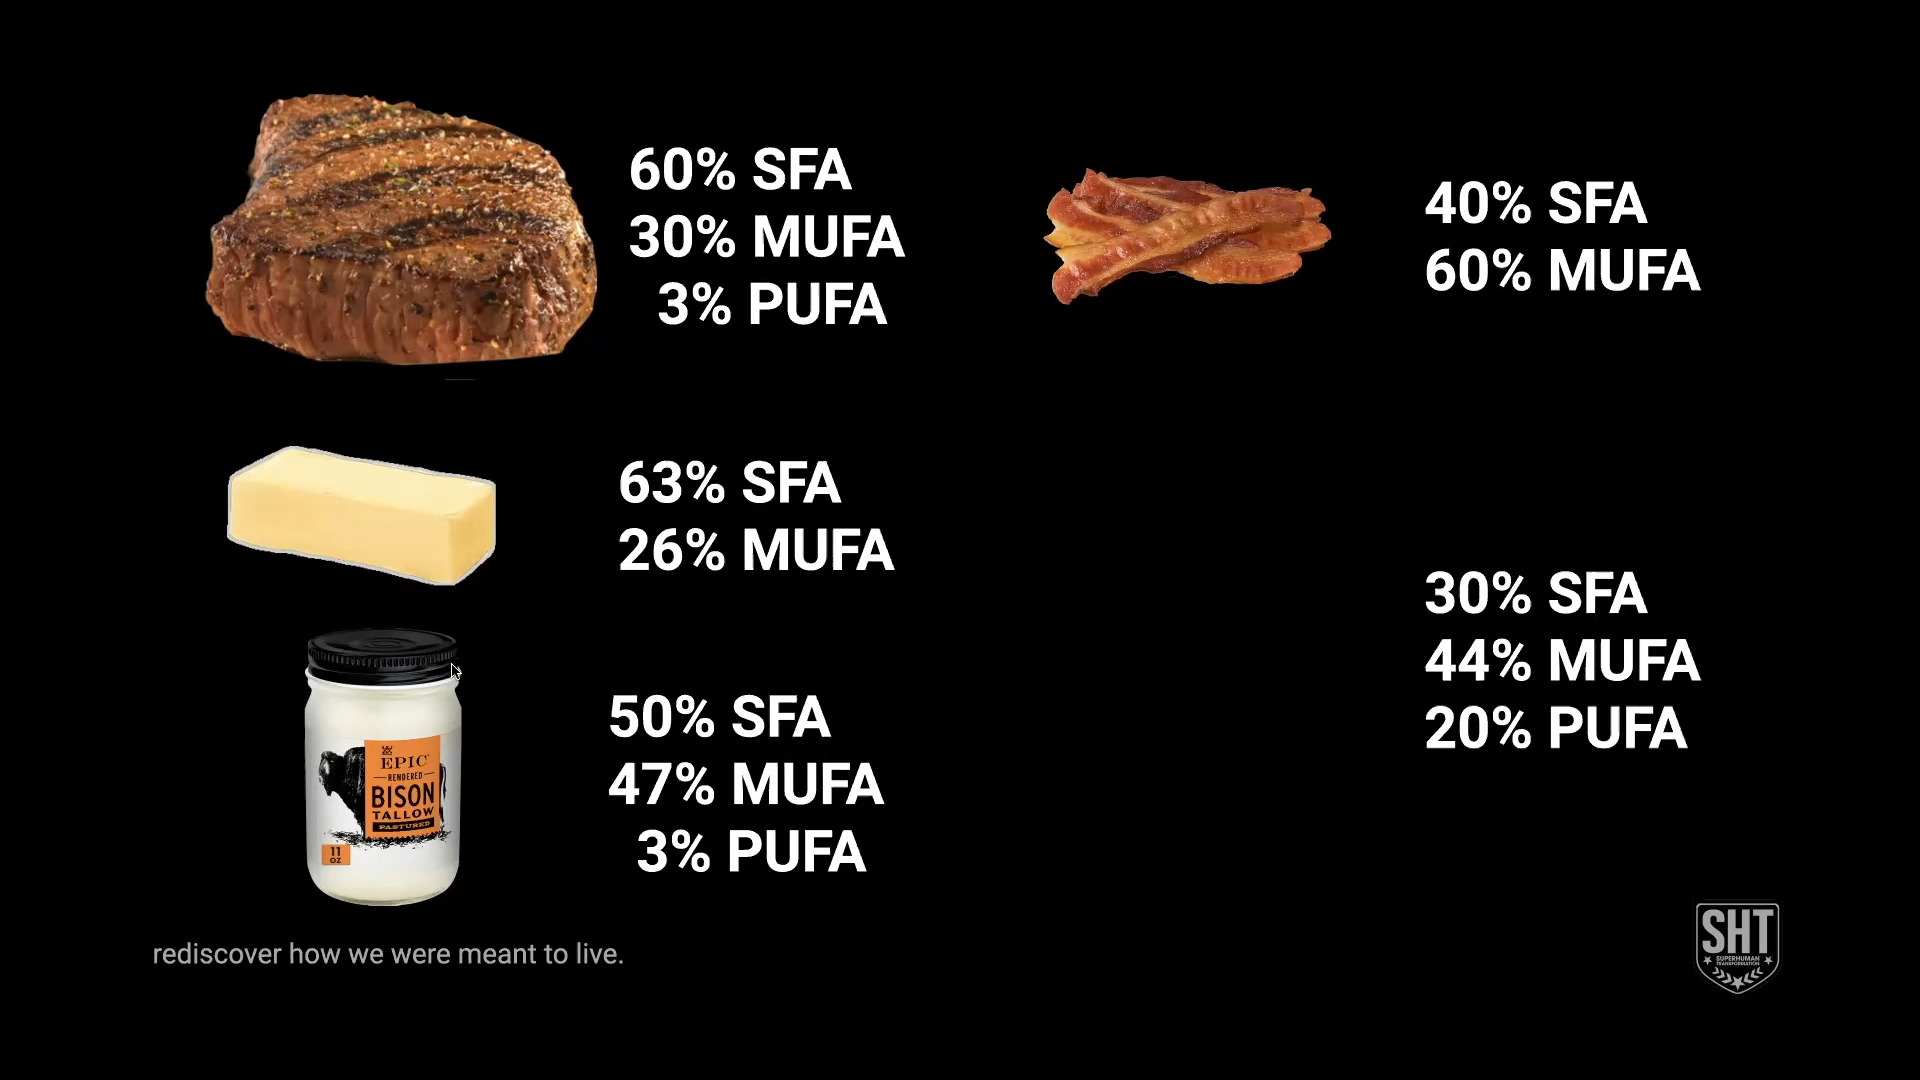 60% SFA
30% MUFA
3% PUFA
40% SFA
60% MUFA
63% SFA
26% MUFA
30% SFA
44% MUFA
20% PUFA
50% SFA
47% MUFA
3% PUFA
EPIC
RENDERED
BISON
TALLOW
PASTURED
11
OZ
rediscover how we were meant to live.
SHT
SUPERHUMAN
TRANSFORMATION